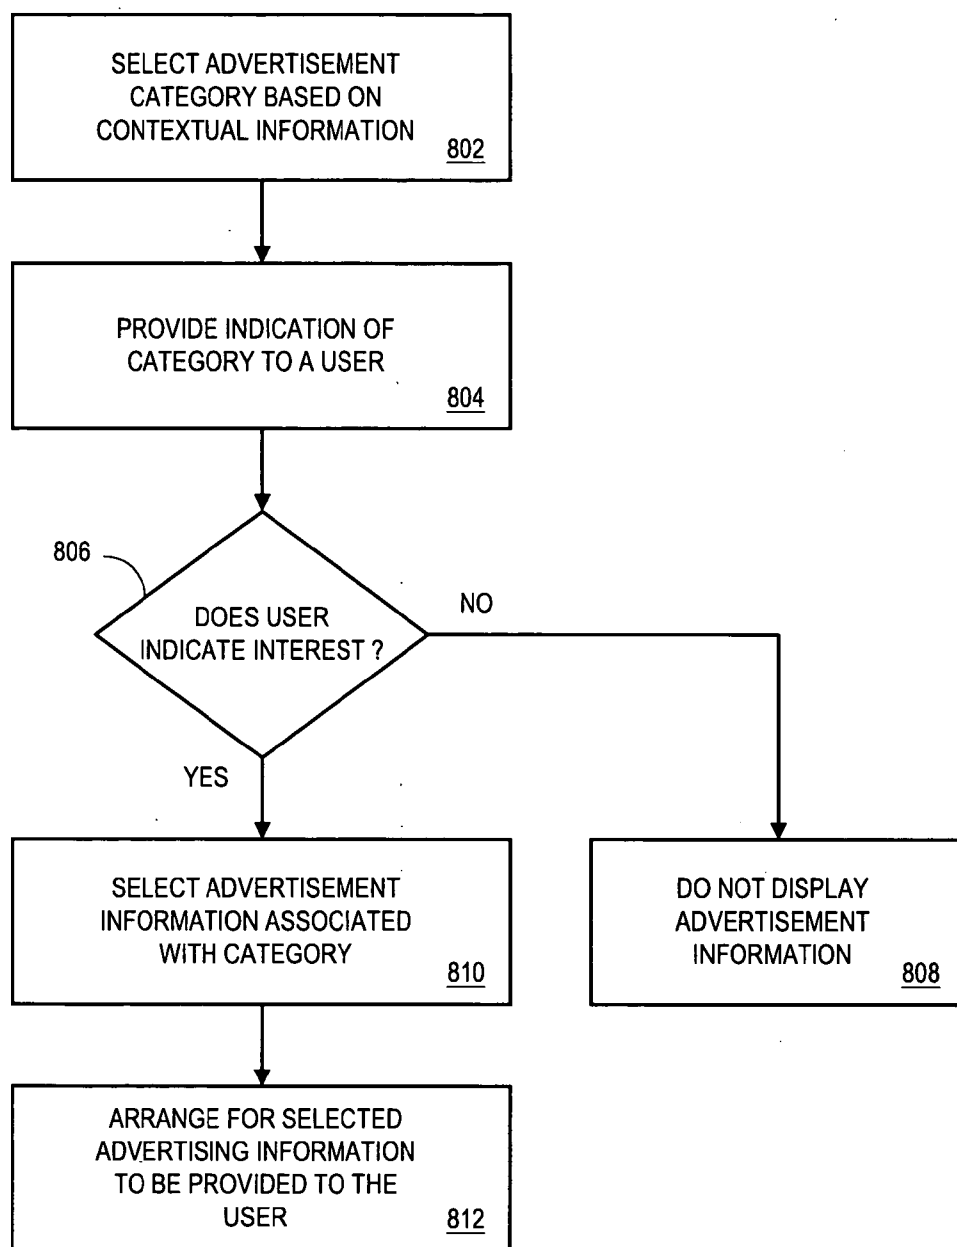 SELECT ADVERTISEMENT
CATEGORY BASED ON
CONTEXTUAL INFORMATION
802
PROVIDE INDICATION OF
CATEGORY TO A USER
804
806
DOES USER
INDICATE INTEREST ?
NO
YES
SELECT ADVERTISEMENT
INFORMATION ASSOCIATED
WITH CATEGORY
810
DO NOT DISPLAY
ADVERTISEMENT
INFORMATION
808
ARRANGE FOR SELECTED
ADVERTISING INFORMATION
TO BE PROVIDED TO THE
USER
812